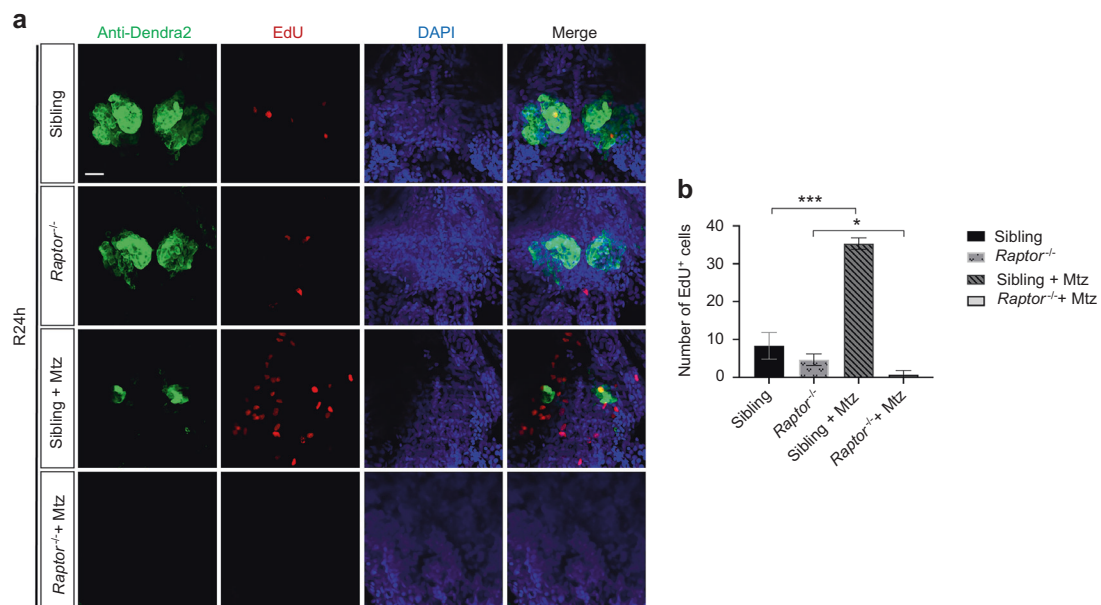 a
Anti-Dendra2 EdU DAPI Merge
R24h
Sibling
Raptor-/-
Sibling + Mtz
Raptor-/-+ Mtz
b
***
*
Number of EdU+ cells
40
30
20
10
0
Sibling
Raptor-/-
Sibling + Mtz
Raptor-/-+ Mtz
Sibling
Raptor-/-
Sibling + Mtz
Raptor-/-+ Mtz